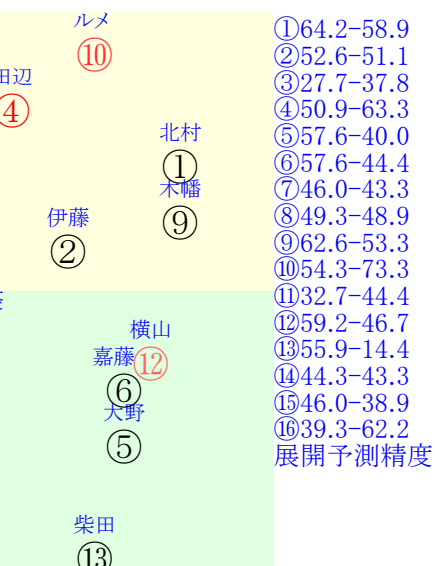 ルメ
⑩
田辺
④
北村
①
木幡
⑨
伊藤
②
横山
⑫
嘉藤
⑥
大野
⑤
柴田
⑬
①64.2-58.9
②52.6-51.1
③27.7-37.8
④50.9-63.3
⑤57.6-40.0
⑥57.6-44.4
⑦46.0-43.3
⑧49.3-48.9
⑨62.6-53.3
⑩54.3-73.3
⑪32.7-44.4
⑫59.2-46.7
⑬55.9-14.4
⑭44.3-43.3
⑮46.0-38.9
⑯39.3-62.2
展開予測精度